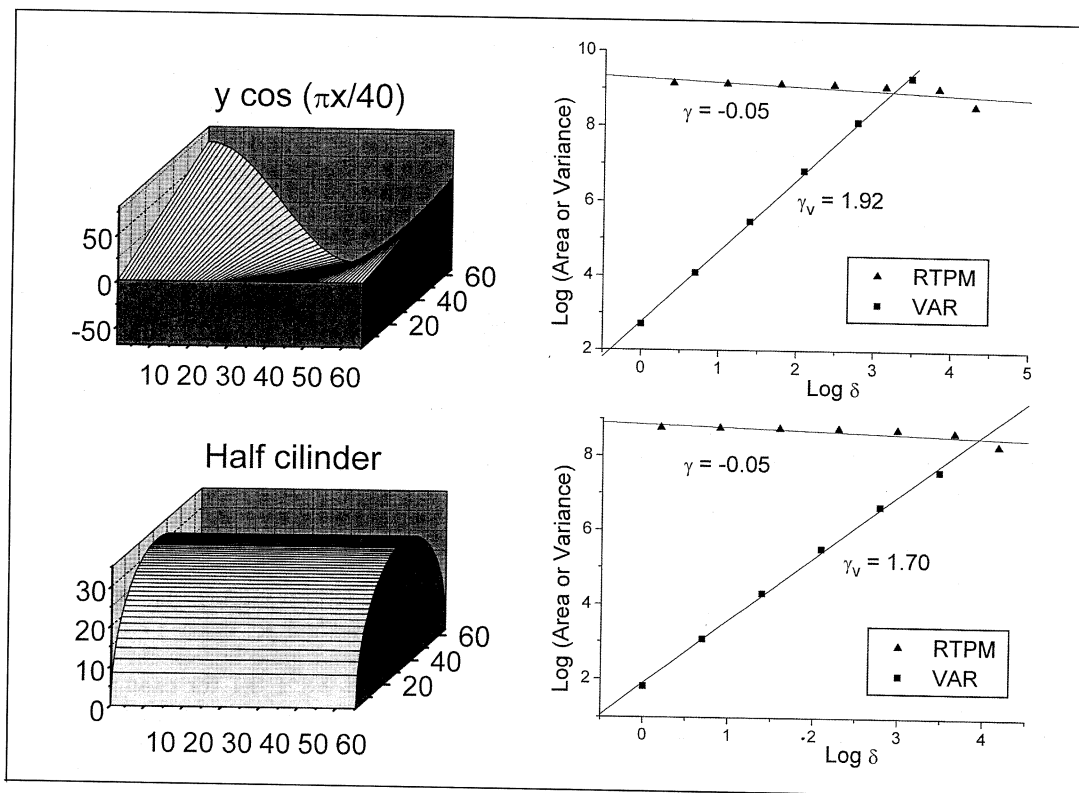 y cos (πx/40)
50
0
-50
10 20 30 40 50 60
20
40
60
Log (Area or Variance)
10
8
6
4
2
γ = -0.05
γv = 1.92
RTPM
VAR
0 1 2 3 4 5
Log δ
Half cilinder
30
20
10
0
10 20 30 40 50 60
20
40
60
Log (Area or Variance)
8
6
4
2
γ = -0.05
γv = 1.70
RTPM
VAR
0 1 2 3 4
Log δ